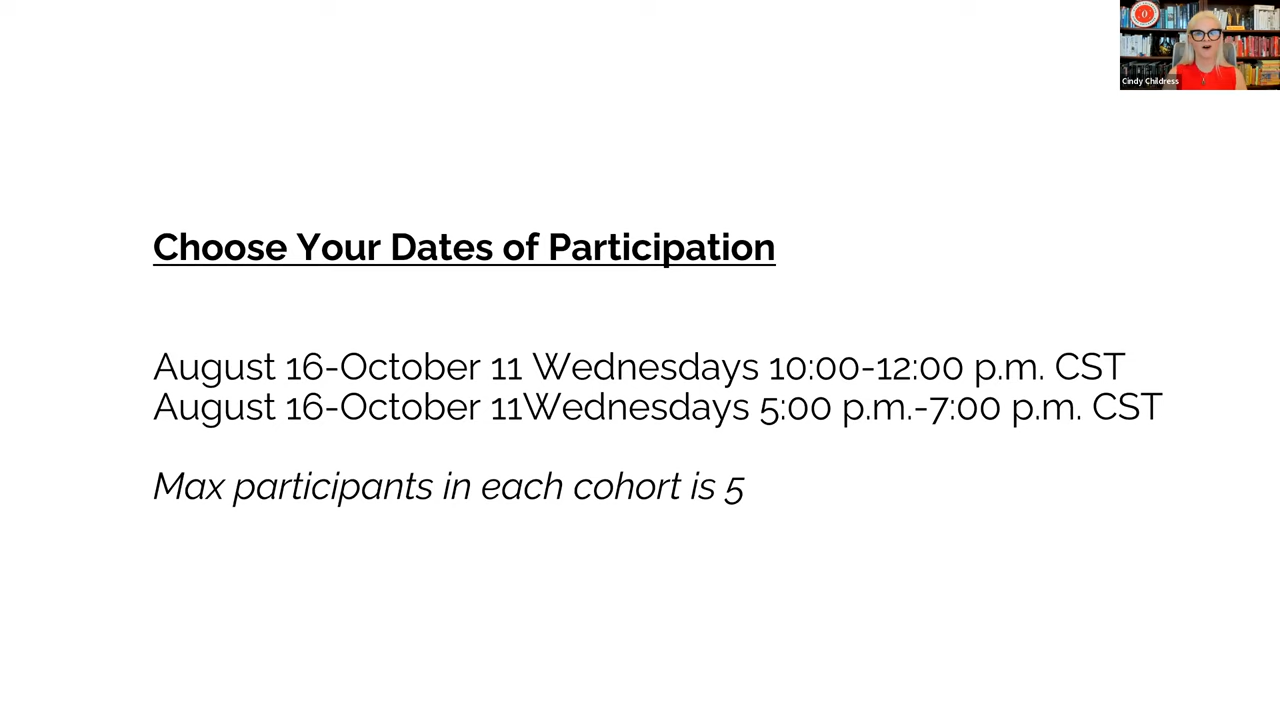 Cindy Childress
Choose Your Dates of Participation
August 16-October 11 Wednesdays 10:00-12:00 p.m. CST
August 16-October 11Wednesdays 5:00 p.m.-7:00 p.m. CST
Max participants in each cohort is 5